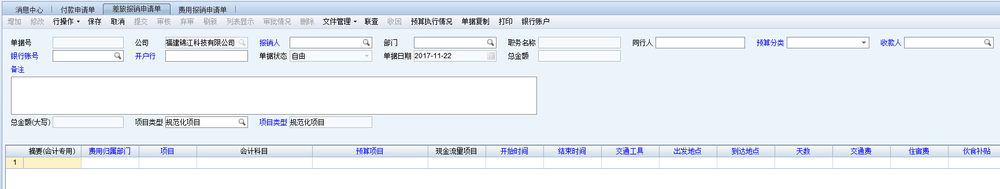 消息中心 付款申请单 差旅报销申请单 费用报销申请单
增加 修改 行操作 保存 取消 提交 审核 弃审 刷新 列表显示 审批情况 删除 文件管理 联查 收回 预算执行情况 单据复制 打印 银行账户
单据号 公司 福建锦江科技有限公司 报销人 部门 职务名称 同行人 预算分类 收款人
银行账号 开户行 单据状态 自由 单据日期 2017-11-22 总金额
备注
总金额(大写) 项目类型 规范化项目 项目类型 规范化项目
摘要(会计专用) 费用归属部门 项目 会计科目 预算项目 现金流量项目 开始时间 结束时间 交通工具 出发地点 到达地点 天数 交通费 住宿费 伙食补贴
1